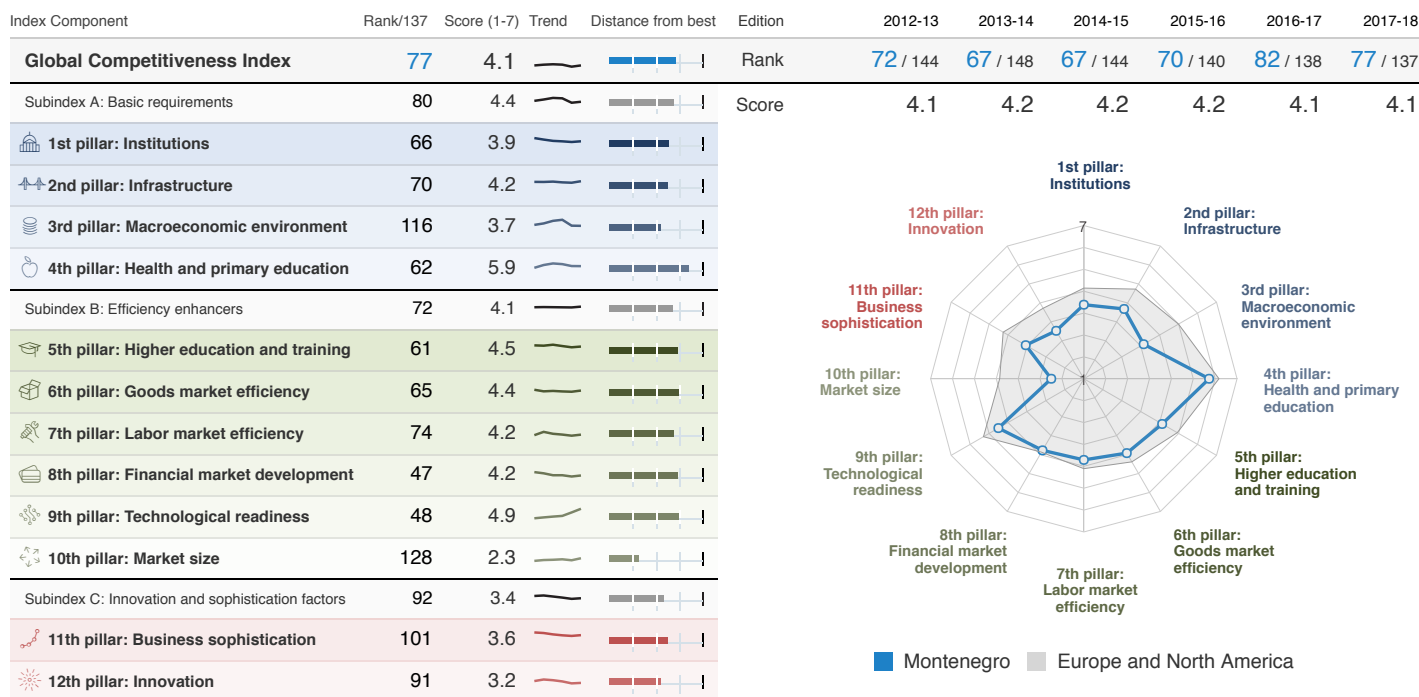 Index Component Rank/137 Score (1-7) Trend Distance from best
Global Competitiveness Index 77 4.1
Subindex A: Basic requirements 80 4.4
1st pillar: Institutions 66 3.9
2nd pillar: Infrastructure 70 4.2
3rd pillar: Macroeconomic environment 116 3.7
4th pillar: Health and primary education 62 5.9
Subindex B: Efficiency enhancers 72 4.1
5th pillar: Higher education and training 61 4.5
6th pillar: Goods market efficiency 65 4.4
7th pillar: Labor market efficiency 74 4.2
8th pillar: Financial market development 47 4.2
9th pillar: Technological readiness 48 4.9
10th pillar: Market size 128 2.3
Subindex C: Innovation and sophistication factors 92 3.4
11th pillar: Business sophistication 101 3.6
12th pillar: Innovation 91 3.2
Edition 2012-13 2013-14 2014-15 2015-16 2016-17 2017-18
Rank 72 / 144 67 / 148 67 / 144 70 / 140 82 / 138 77 / 137
Score 4.1 4.2 4.2 4.2 4.1 4.1
1st pillar:
Institutions
2nd pillar:
Infrastructure
3rd pillar:
Macroeconomic
environment
4th pillar:
Health and primary
education
5th pillar:
Higher education
and training
6th pillar:
Goods market
efficiency
7th pillar:
Labor market
efficiency
8th pillar:
Financial market
development
9th pillar:
Technological
readiness
10th pillar:
Market size
11th pillar:
Business
sophistication
12th pillar:
Innovation
7
1
Montenegro Europe and North America